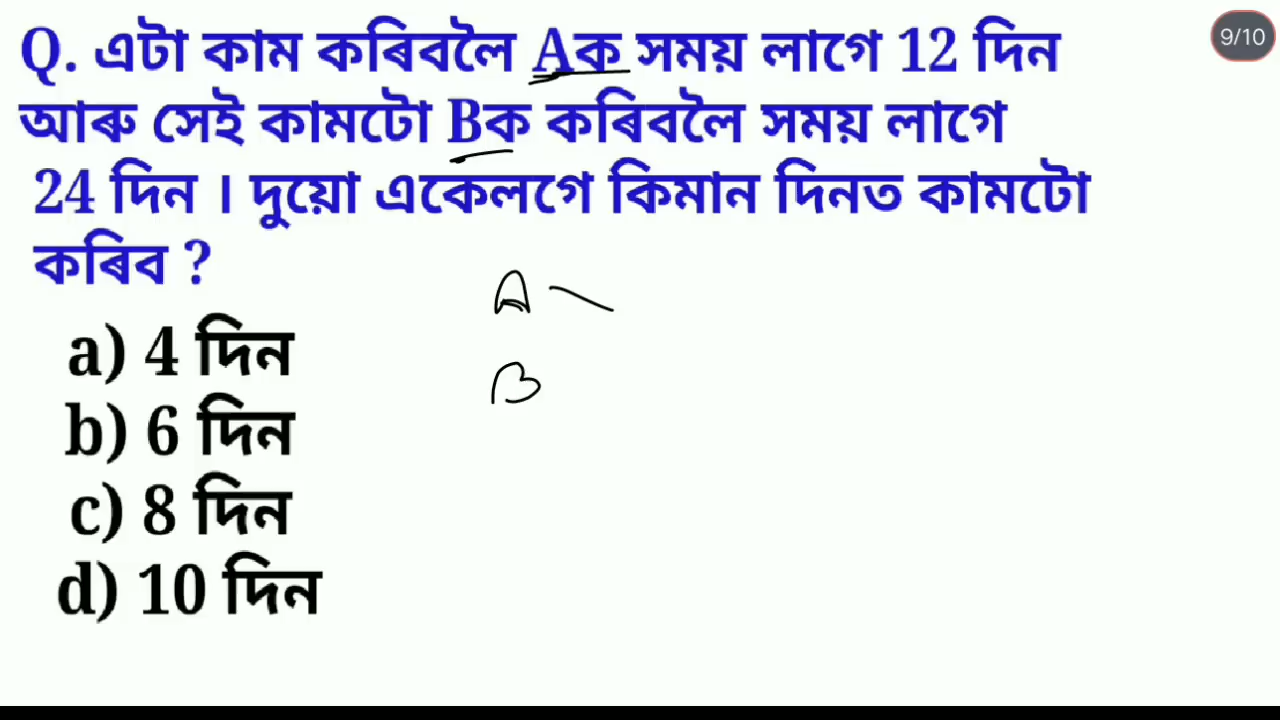 Q. এটা কাম কৰিবলৈ Aক সময় লাগে 12 দিন
9/10
আৰু সেই কামটো Bক কৰিবলৈ সময় লাগে
24 দিন । দুয়ো একেলগে কিমান দিনত কামটো
কৰিব ?
A
B
a) 4 দিন
b) 6 দিন
c) 8 দিন
d) 10 দিন